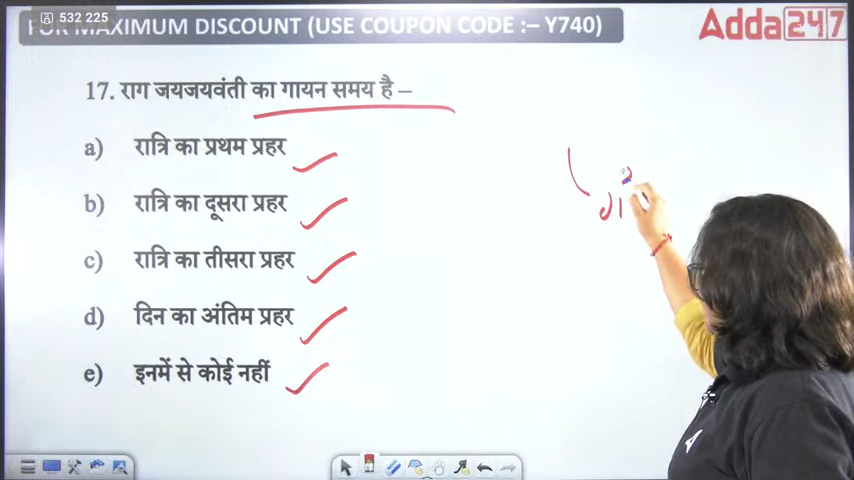 532 225
FOR MAXIMUM DISCOUNT (USE COUPON CODE :– Y740)
Adda247
17. राग जयजयवंती का गायन समय है –
a) रात्रि का प्रथम प्रहर
b) रात्रि का दूसरा प्रहर
c) रात्रि का तीसरा प्रहर
d) दिन का अंतिम प्रहर
e) इनमें से कोई नहीं